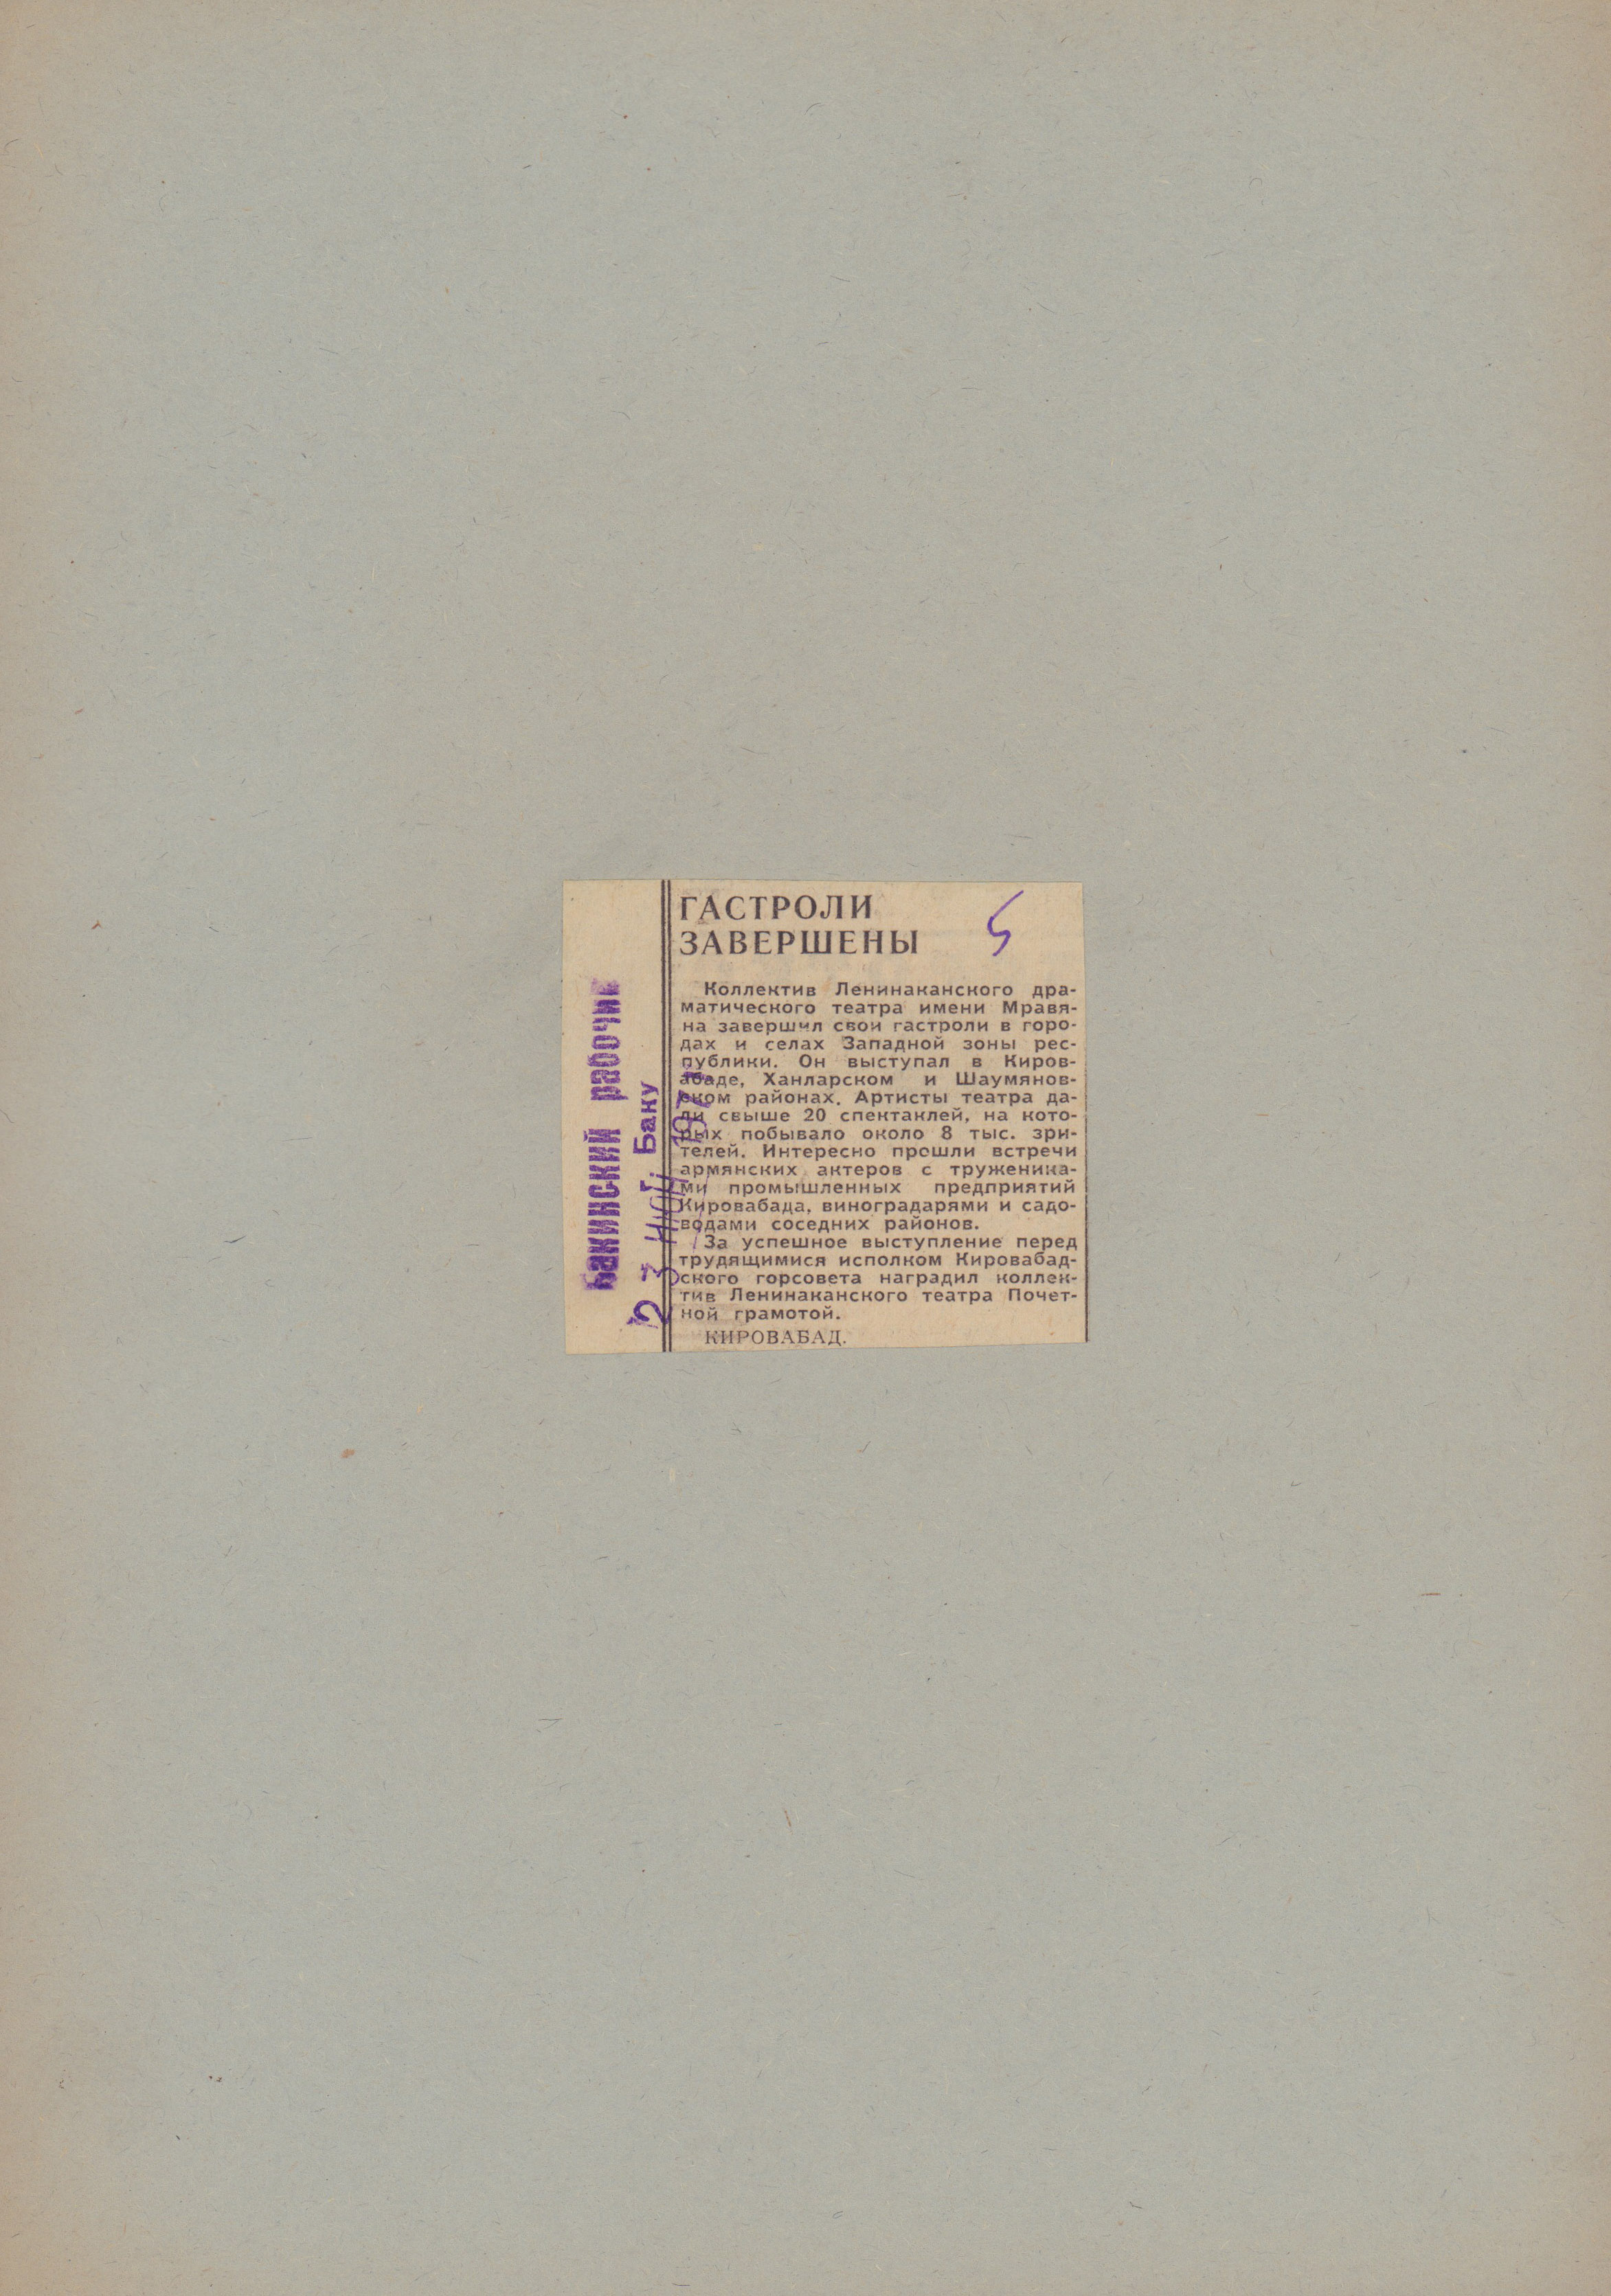 ГАСТРОЛИ
ЗАВЕРШЕНЫ
5
Коллектив Ленинаканского дра-
матического театра имени Мравя-
на завершил свои гастроли в горо-
дах и селах Западной зоны рес-
публики. Он выступал в Киров-
абаде, Ханларском и Шаумянов-
ском районах. Артисты театра да-
ли свыше 20 спектаклей, на кото-
рых побывало около 8 тыс. зри-
телей. Интересно прошли встречи
армянских актеров с труженика-
ми промышленных предприятий
Кировабада, виноградарями и садо-
водами соседних районов.
За успешное выступление перед
трудящимися исполком Кировабад-
ского горсовета наградил коллек-
тив Ленинаканского театра Почет-
ной грамотой.
КИРОВАБАД.
Бакинский рабочий
г. Баку